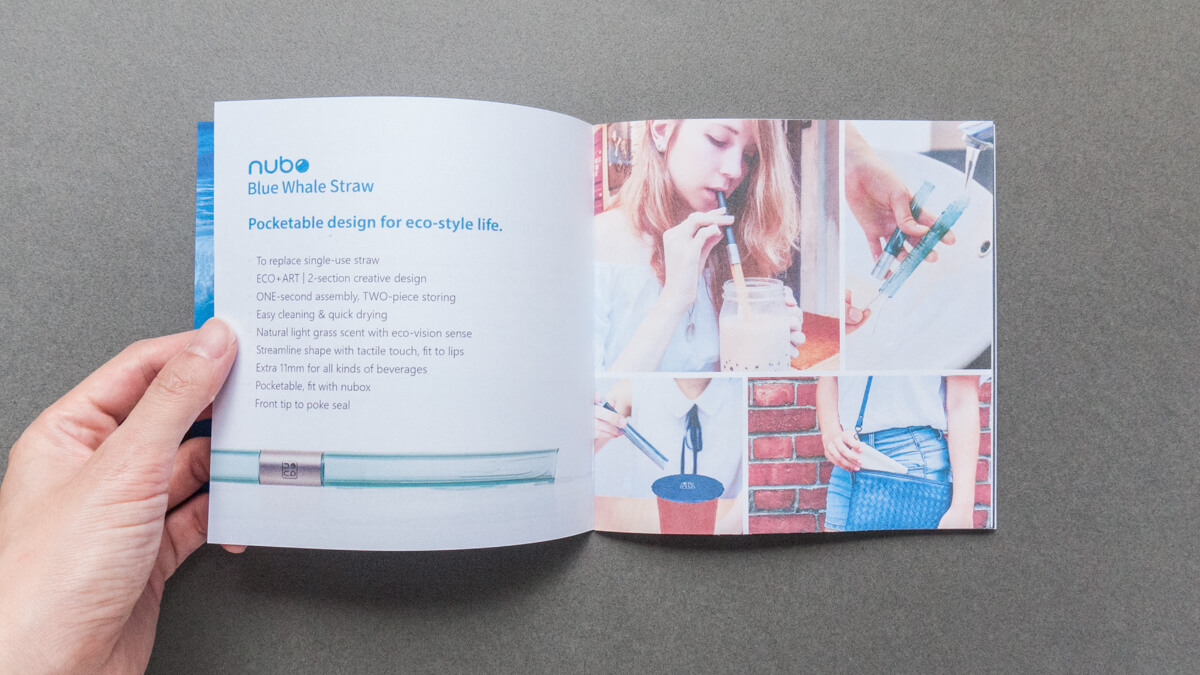 nubo
Blue Whale Straw
Pocketable design for eco-style life.
To replace single-use straw
ECO+ART | 2-section creative design
ONE-second assembly, TWO-piece storing
Easy cleaning & quick drying
Natural light grass scent with eco-vision sense
Streamline shape with tactile touch, fit to lips
Extra 11mm for all kinds of beverages
Pocketable, fit with nubox
Front tip to poke seal